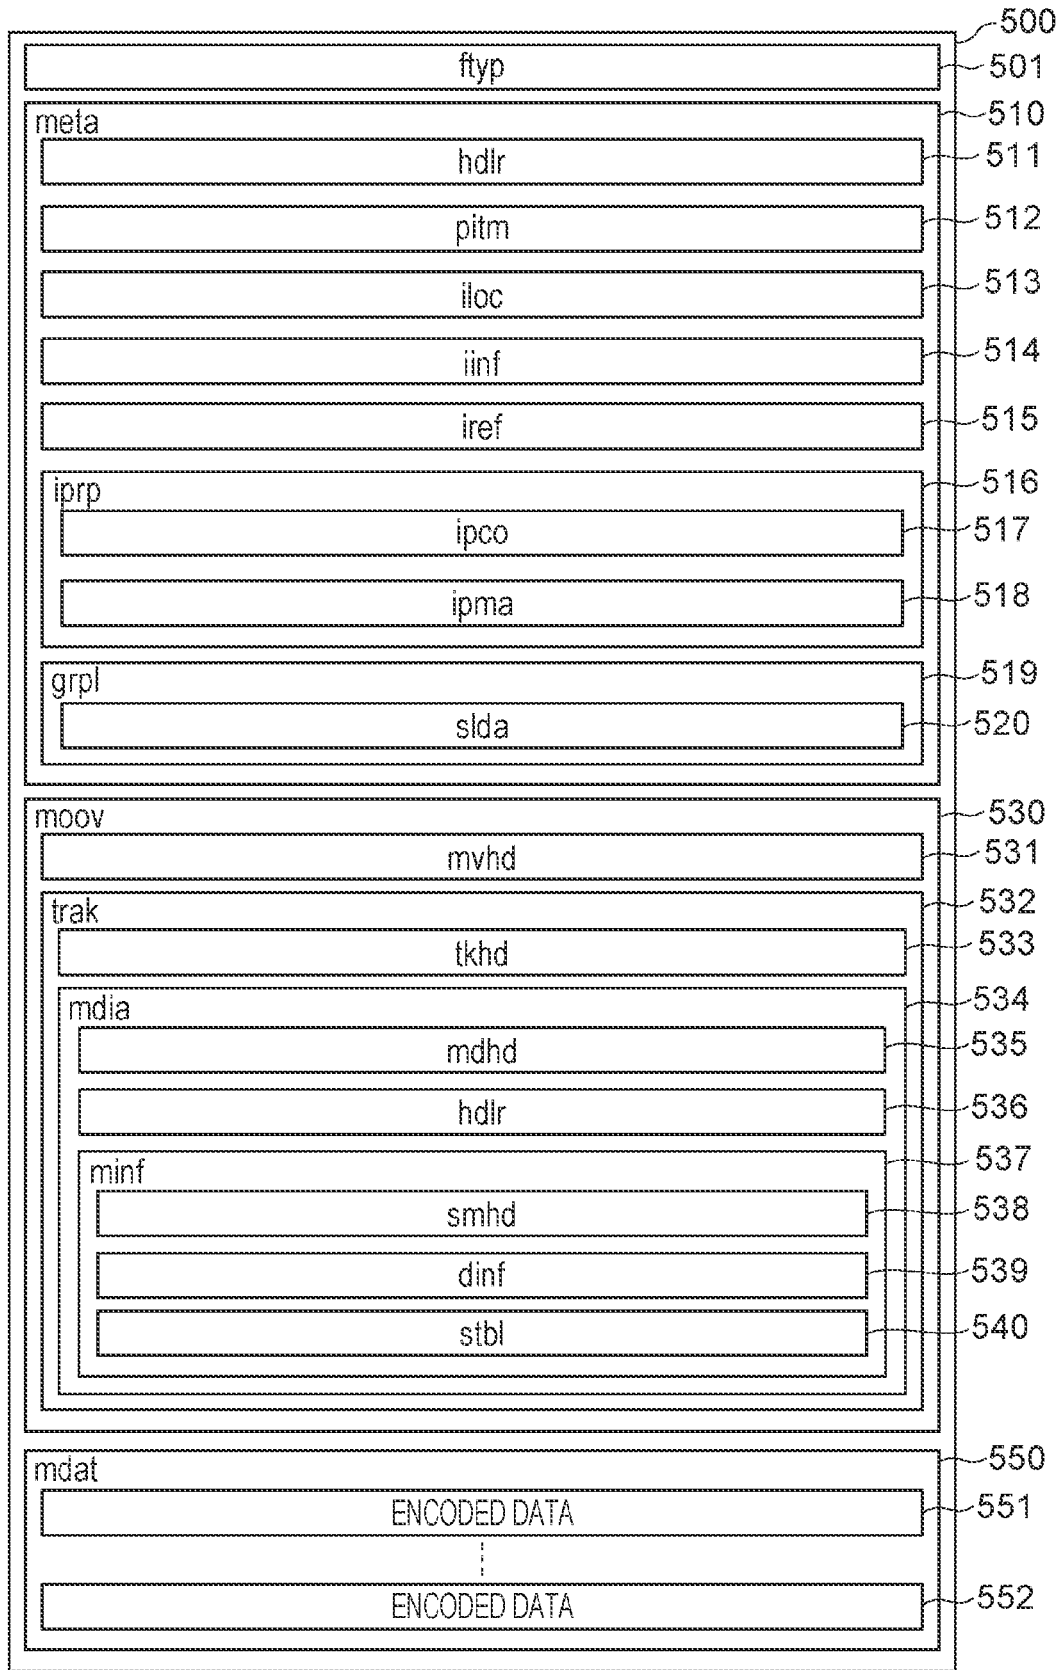 500
ftyp 501
meta 510
hdlr 511
pitm 512
iloc 513
iinf 514
iref 515
iprp 516
ipco 517
ipma 518
grpl 519
slda 520
moov 530
mvhd 531
trak 532
tkhd 533
mdia 534
mdhd 535
hdlr 536
minf 537
smhd 538
dinf 539
stbl 540
mdat 550
ENCODED DATA 551
ENCODED DATA 552